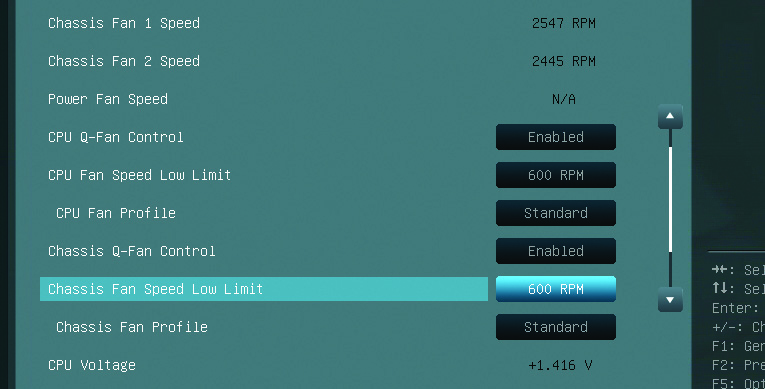 Chassis Fan 1 Speed 2547 RPM
Chassis Fan 2 Speed 2445 RPM
Power Fan Speed N/A
CPU Q-Fan Control Enabled
CPU Fan Speed Low Limit 600 RPM
CPU Fan Profile Standard
Chassis Q-Fan Control Enabled
Chassis Fan Speed Low Limit 600 RPM
Chassis Fan Profile Standard
CPU Voltage +1.416 V
→←: Sel
↑↓: Sel
Enter:
+/-: Ch
F1: Gen
F2: Pre
F5: Opt